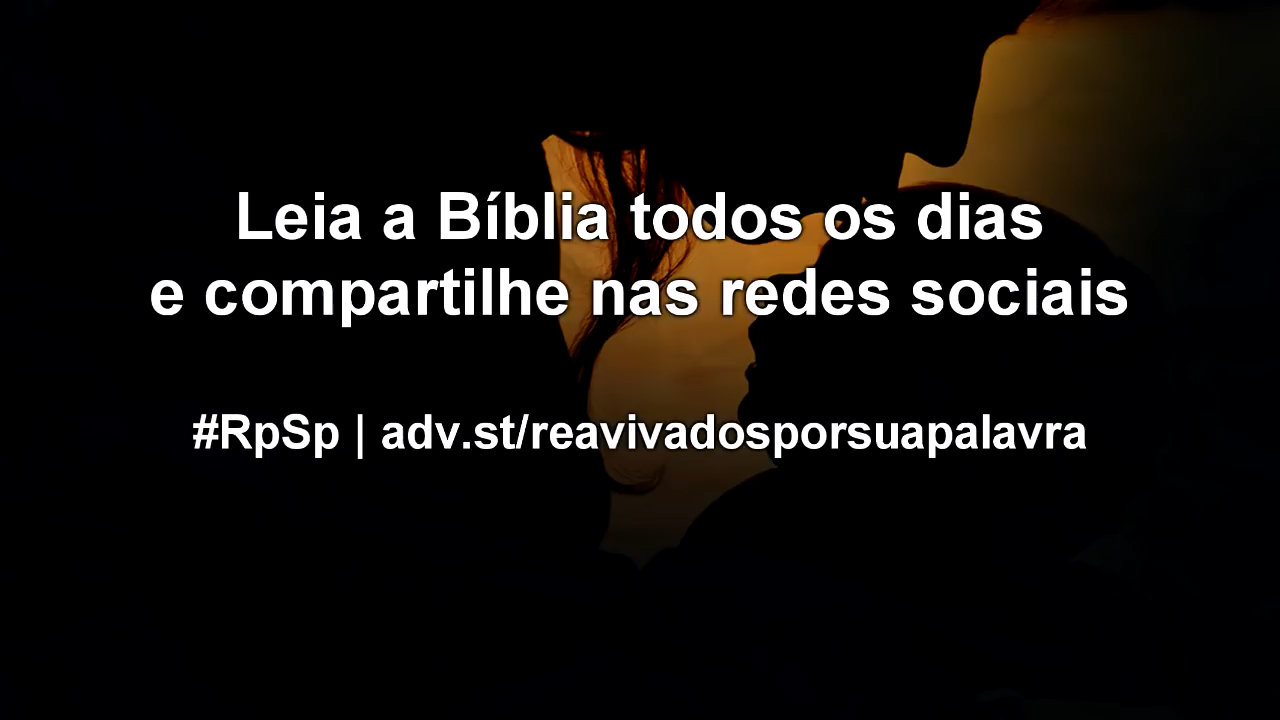 Leia a Bíblia todos os dias
e compartilhe nas redes sociais
#RpSp | adv.st/reavivadosporsuapalavra